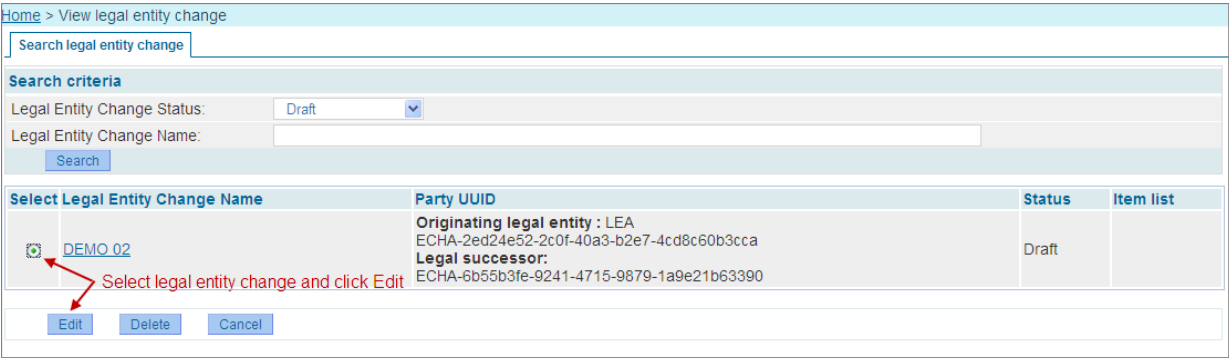 Home > View legal entity change
Search legal entity change
Search criteria
Legal Entity Change Status: Draft
Legal Entity Change Name:
Search
Select Legal Entity Change Name Party UUID Status Item list
Originating legal entity : LEA
ECHA-2ed24e52-2c0f-40a3-b2e7-4cd8c60b3cca
DEMO 02 Draft
Legal successor:
ECHA-6b55b3fe-9241-4715-9879-1a9e21b63390
Select legal entity change and click Edit
Edit Delete Cancel